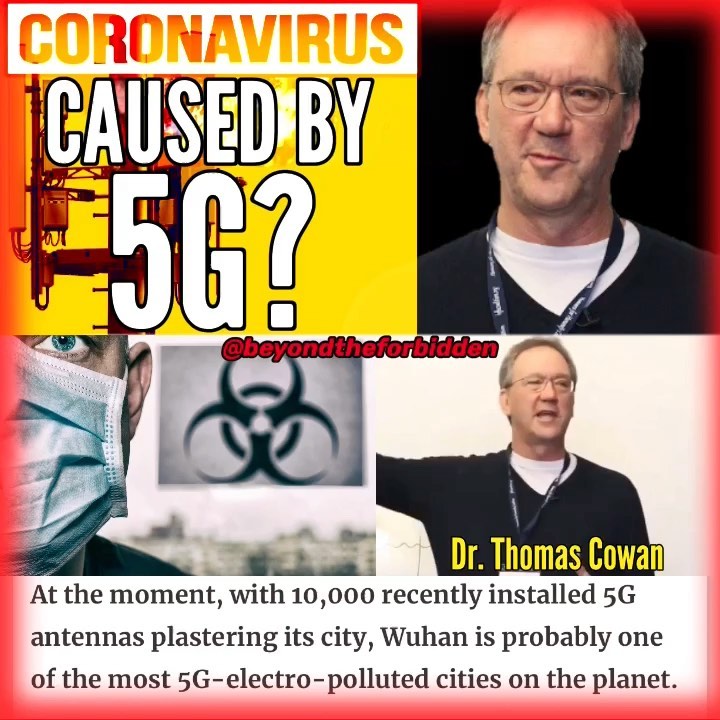 CORONAVIRUS
CAUSED BY
5G?
@beyondtheforbidden
Dr. Thomas Cowan
At the moment, with 10,000 recently installed 5G
antennas plastering its city, Wuhan is probably one
of the most 5G-electro-polluted cities on the planet.